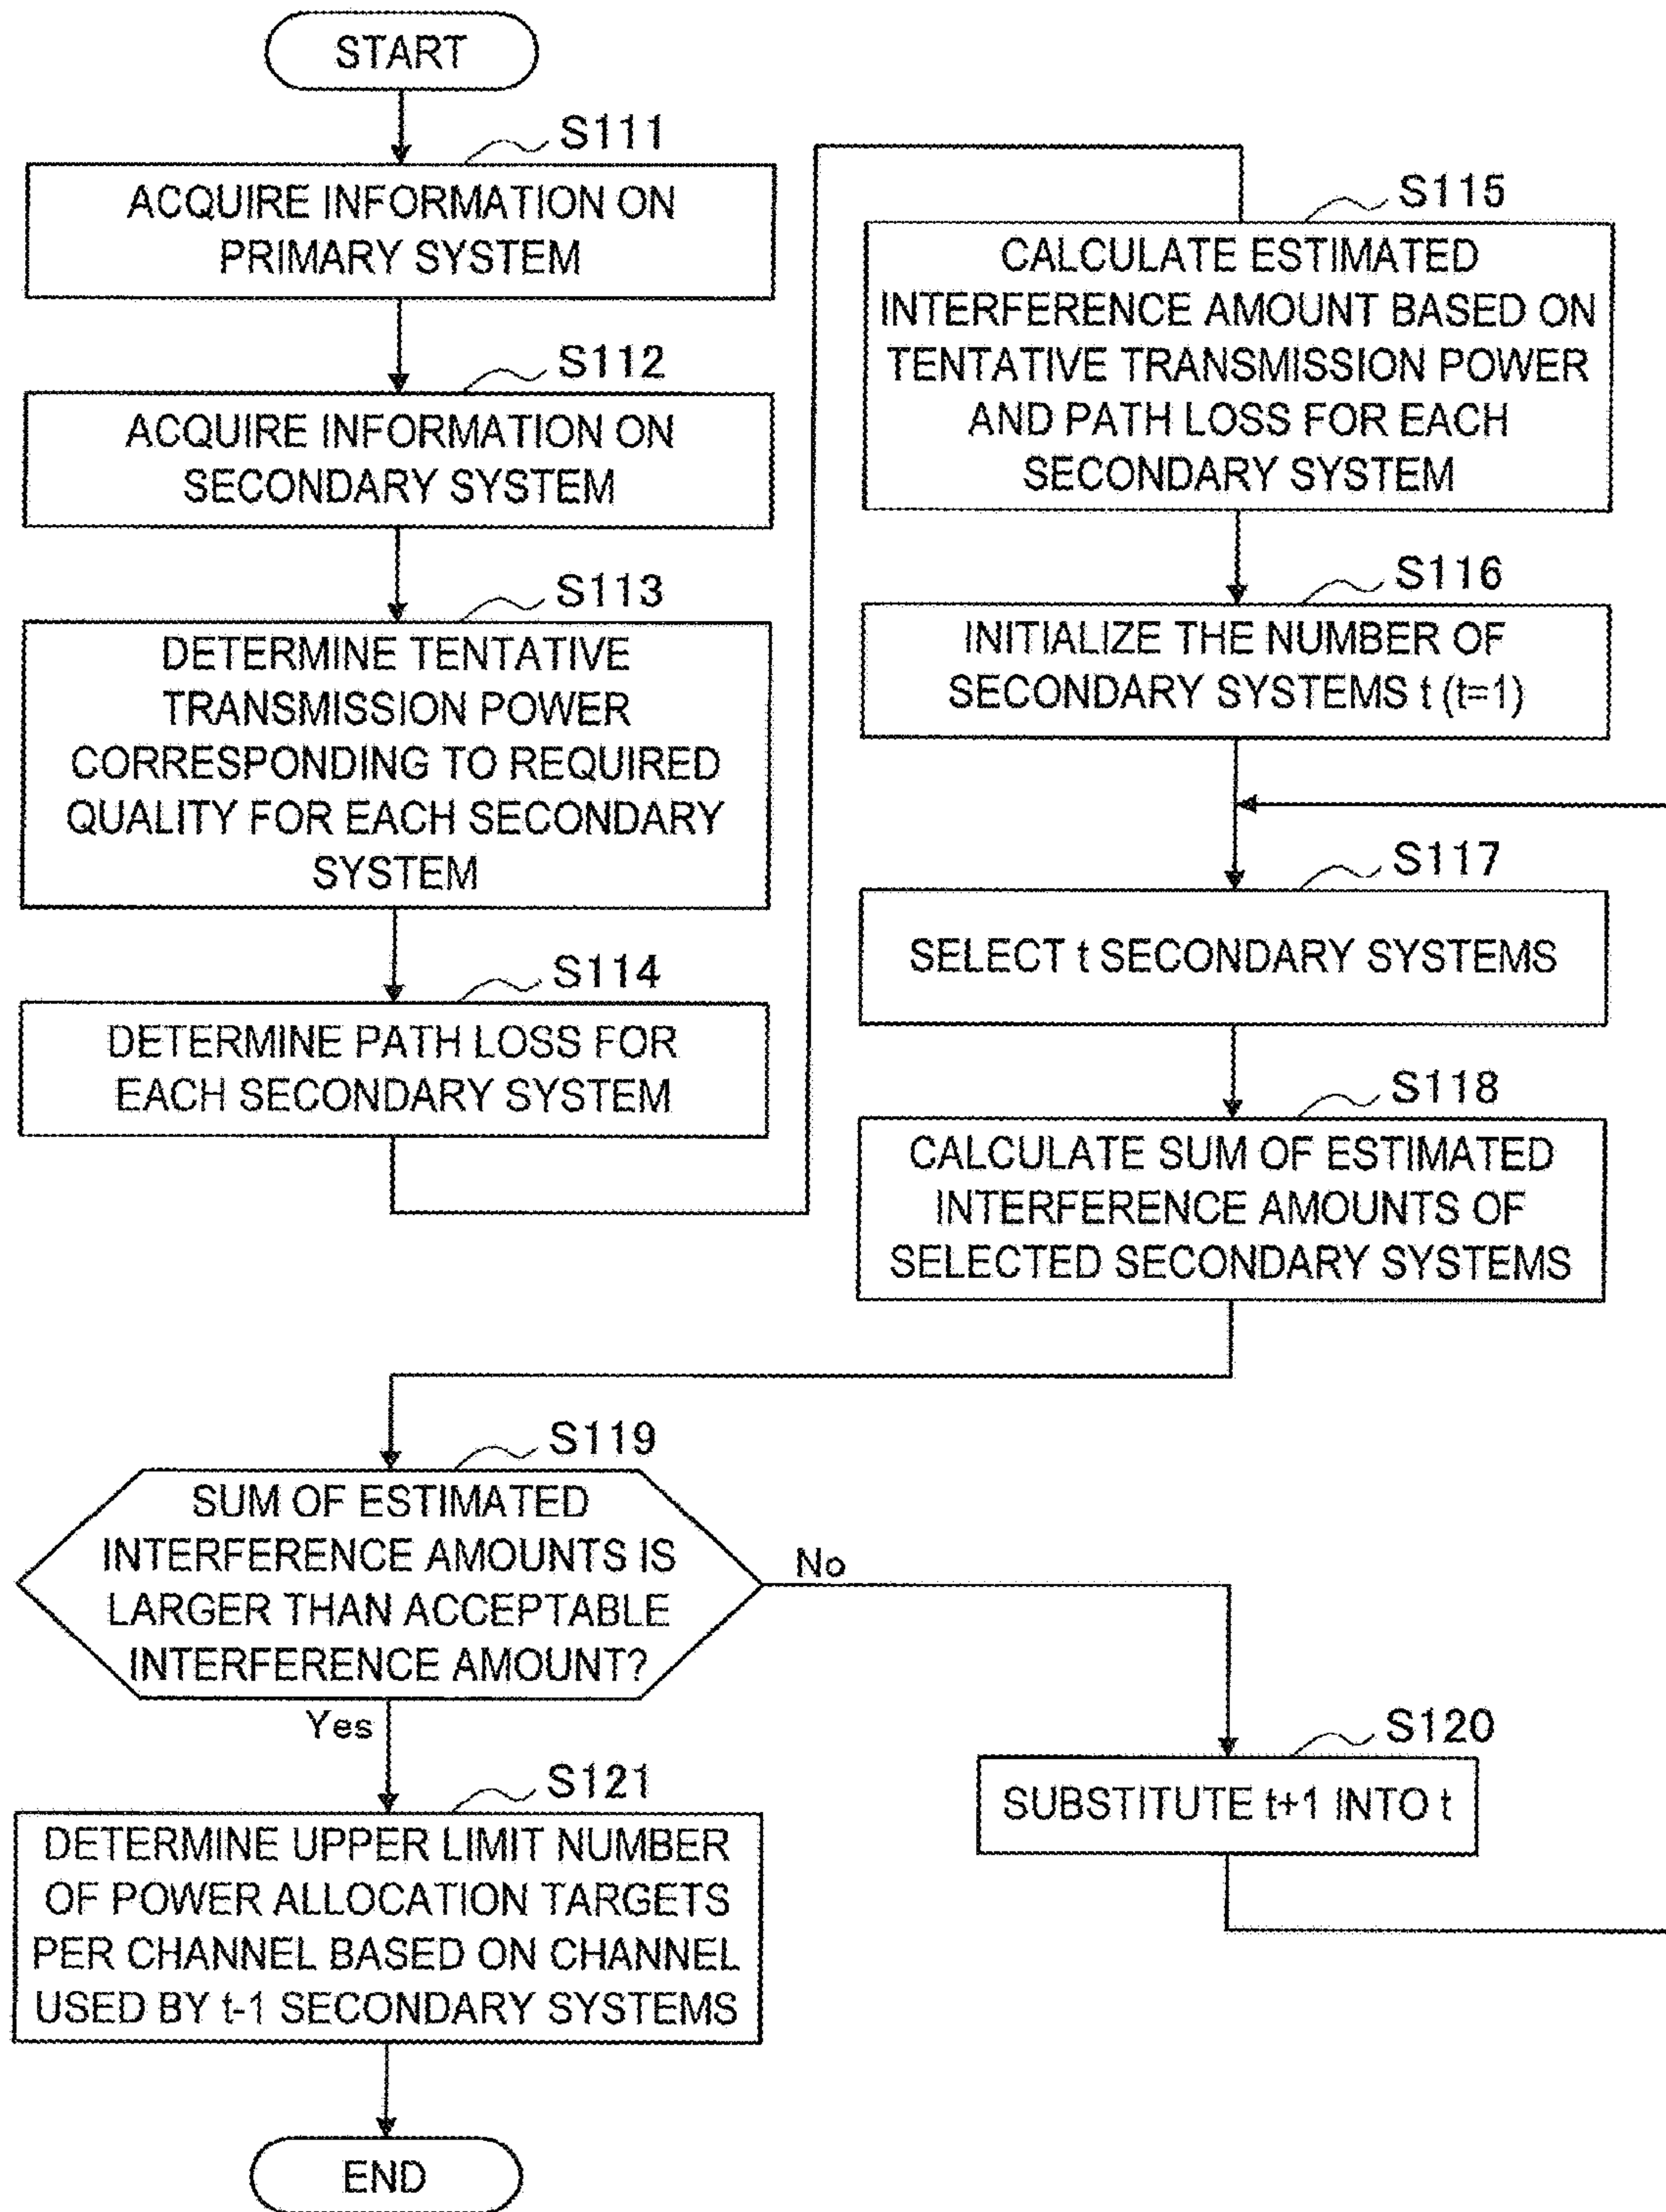 START
S111
ACQUIRE INFORMATION ON
PRIMARY SYSTEM
S112
ACQUIRE INFORMATION ON
SECONDARY SYSTEM
S113
DETERMINE TENTATIVE
TRANSMISSION POWER
CORRESPONDING TO REQUIRED
QUALITY FOR EACH SECONDARY
SYSTEM
S114
DETERMINE PATH LOSS FOR
EACH SECONDARY SYSTEM
S115
CALCULATE ESTIMATED
INTERFERENCE AMOUNT BASED ON
TENTATIVE TRANSMISSION POWER
AND PATH LOSS FOR EACH
SECONDARY SYSTEM
S116
INITIALIZE THE NUMBER OF
SECONDARY SYSTEMS t (t=1)
S117
SELECT t SECONDARY SYSTEMS
S118
CALCULATE SUM OF ESTIMATED
INTERFERENCE AMOUNTS OF
SELECTED SECONDARY SYSTEMS
S119
SUM OF ESTIMATED
INTERFERENCE AMOUNTS IS
LARGER THAN ACCEPTABLE
INTERFERENCE AMOUNT?
No
Yes
S120
SUBSTITUTE t+1 INTO t
S121
DETERMINE UPPER LIMIT NUMBER
OF POWER ALLOCATION TARGETS
PER CHANNEL BASED ON CHANNEL
USED BY t-1 SECONDARY SYSTEMS
END